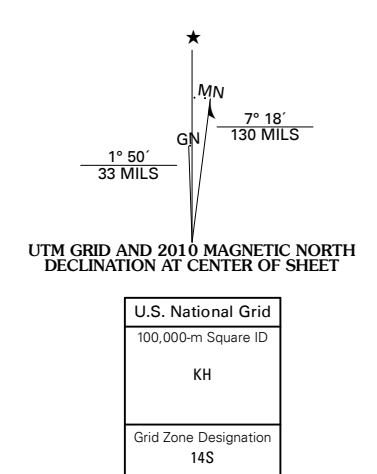 ★
MN
GN
7° 18´
130 MILS
1° 50´
33 MILS
UTM GRID AND 2010 MAGNETIC NORTH
DECLINATION AT CENTER OF SHEET
U.S. National Grid
100,000-m Square ID
KH
Grid Zone Designation
14S